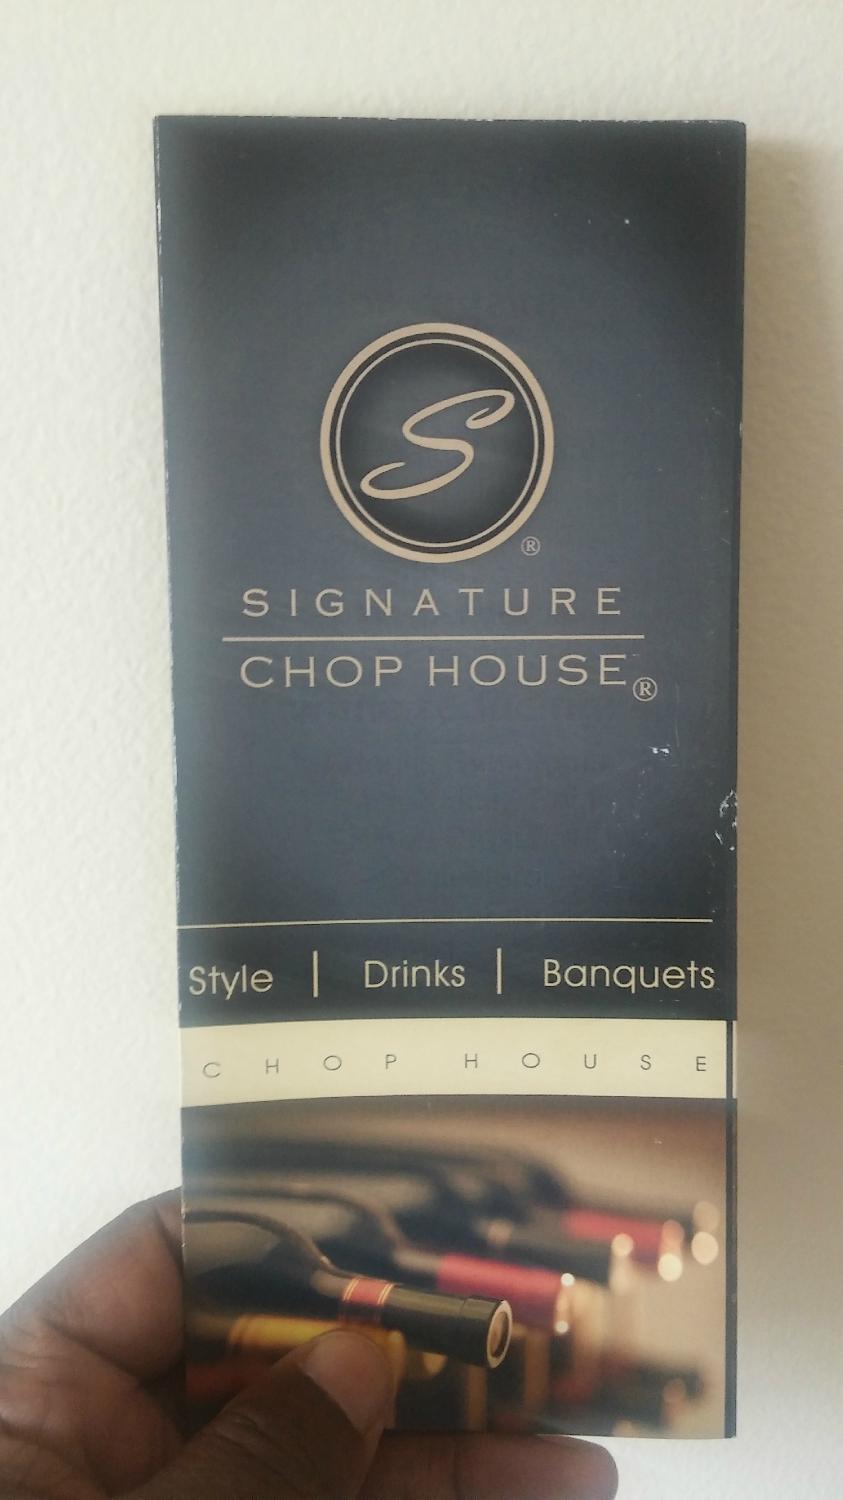 S
®
SIGNATURE
CHOP HOUSE®
Style | Drinks | Banquets
CHOP HOUSE